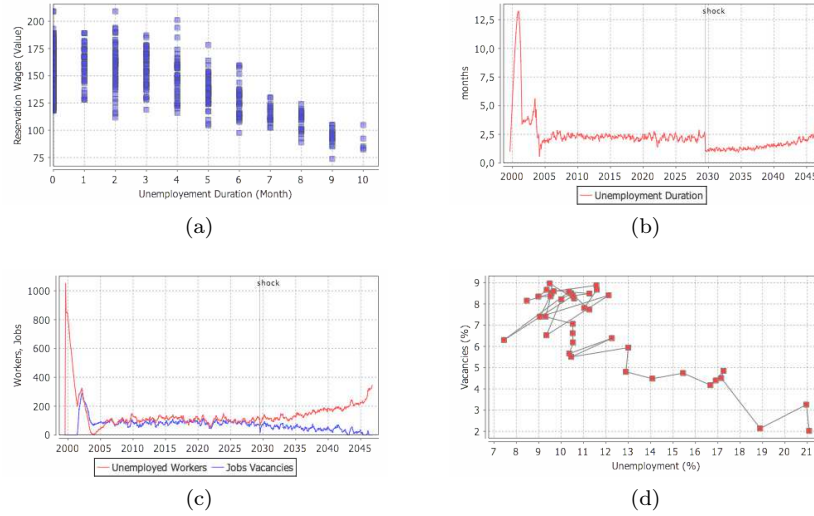 200
175
150
125
100
75
Reservation Wages (Value)
0 1 2 3 4 5 6 7 8 9 10
Unemployement Duration (Month)
(a)
shock
12,5
10,0
7,5
5,0
2,5
0,0
months
2000 2005 2010 2015 2020 2025 2030 2035 2040 2045
Unemployment Duration
(b)
shock
1000
800
600
400
200
0
Workers, Jobs
2000 2005 2010 2015 2020 2025 2030 2035 2040 2045
Unemployed Workers Jobs Vacancies
(c)
9
8
7
6
5
4
3
2
Vacancies (%)
7 8 9 10 11 12 13 14 15 16 17 18 19 20 21
Unemployment (%)
(d)